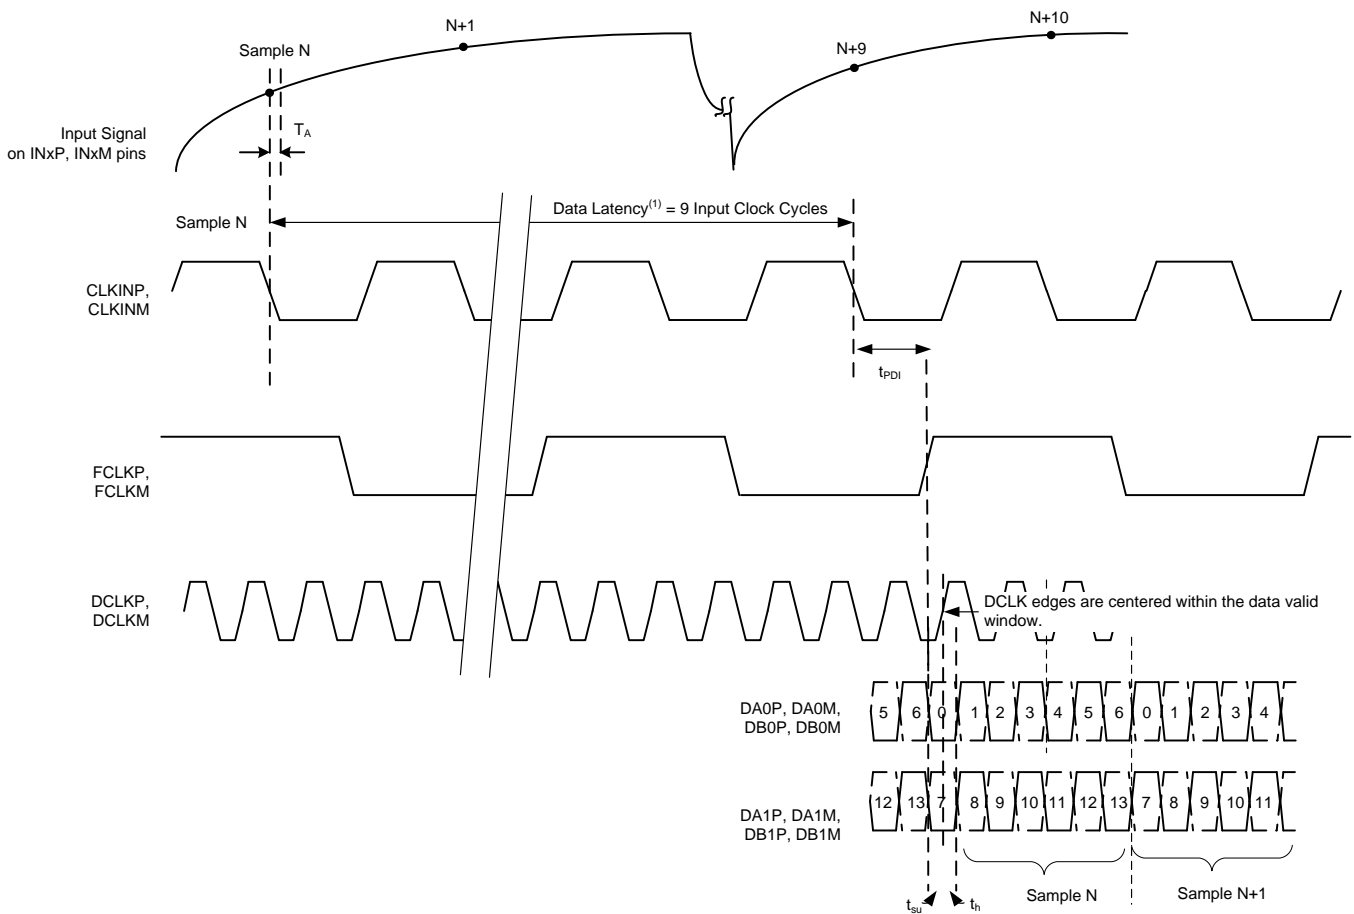 N+1
N+10
Sample N
N+9
Input Signal
on INxP, INxM pins
TA
Sample N
Data Latency(1) = 9 Input Clock Cycles
CLKINP,
CLKINM
tPDI
FCLKP,
FCLKM
DCLKP,
DCLKM
DCLK edges are centered within the data valid
window.
DA0P, DA0M,
DB0P, DB0M
5 6 0 1 2 3 4 5 6 0 1 2 3 4
DA1P, DA1M,
DB1P, DB1M
12 13 7 8 9 10 11 12 13 7 8 9 10 11
Sample N
Sample N+1
tsu
th